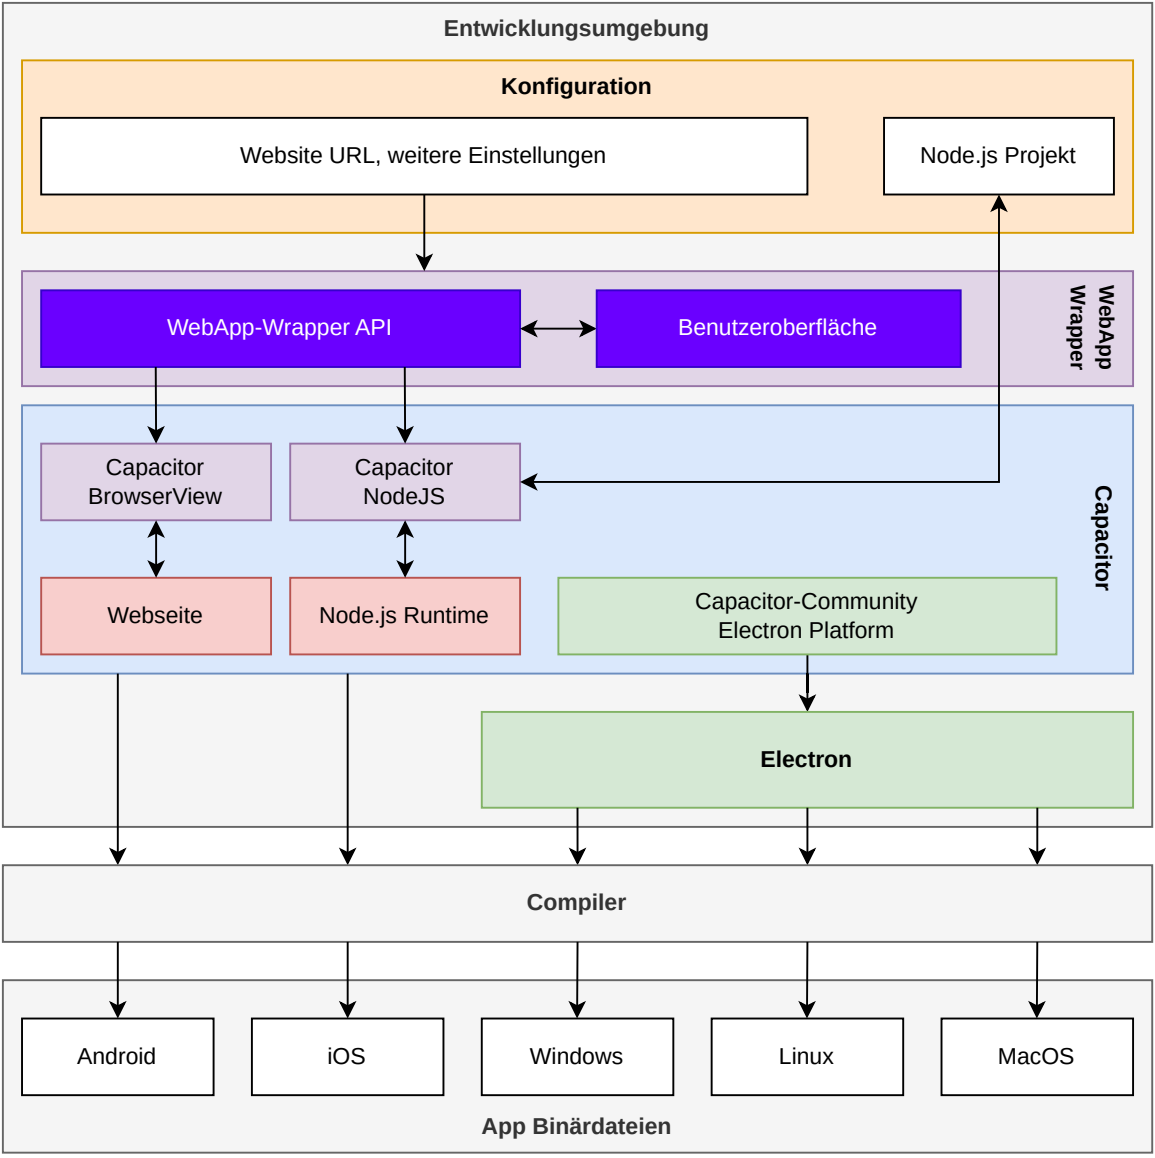 Entwicklungsumgebung
Konfiguration
Website URL, weitere Einstellungen
Node.js Projekt
WebApp-Wrapper API
Benutzeroberfläche
WebApp
Wrapper
Capacitor
BrowserView
Capacitor
NodeJS
Capacitor
Webseite
Node.js Runtime
Capacitor-Community
Electron Platform
Electron
Compiler
Android
iOS
Windows
Linux
MacOS
App Binärdateien